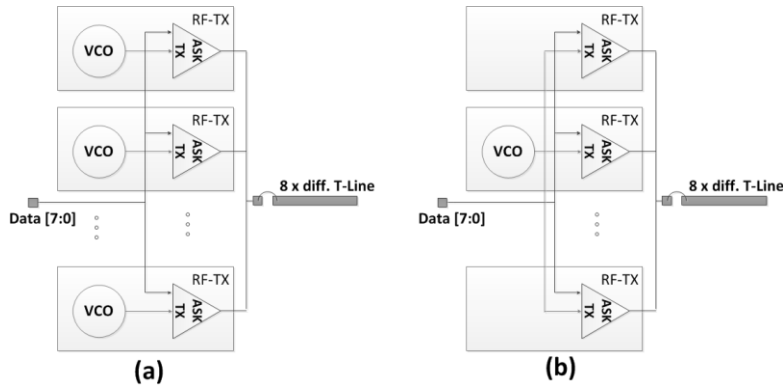 RF-TX
VCO
ASK
TX
RF-TX
VCO
ASK
TX
8 x diff. T-Line
Data [7:0]
RF-TX
VCO
ASK
TX
(a)
RF-TX
ASK
TX
RF-TX
VCO
ASK
TX
8 x diff. T-Line
Data [7:0]
RF-TX
ASK
TX
(b)